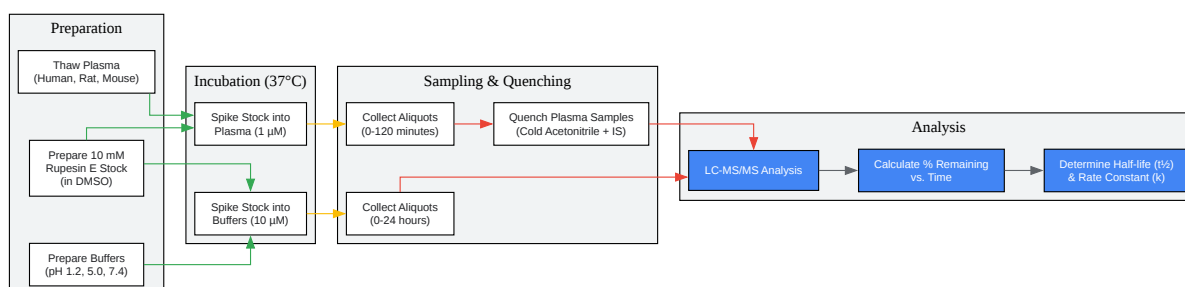 Preparation
Thaw Plasma
(Human, Rat, Mouse)
Prepare 10 mM
Rupesin E Stock
(in DMSO)
Prepare Buffers
(pH 1.2, 5.0, 7.4)
Incubation (37°C)
Spike Stock into
Plasma (1 µM)
Spike Stock into
Buffers (10 µM)
Sampling & Quenching
Collect Aliquots
(0-120 minutes)
Quench Plasma Samples
(Cold Acetonitrile + IS)
Collect Aliquots
(0-24 hours)
Analysis
LC-MS/MS Analysis
Calculate % Remaining
vs. Time
Determine Half-life (t½)
& Rate Constant (k)